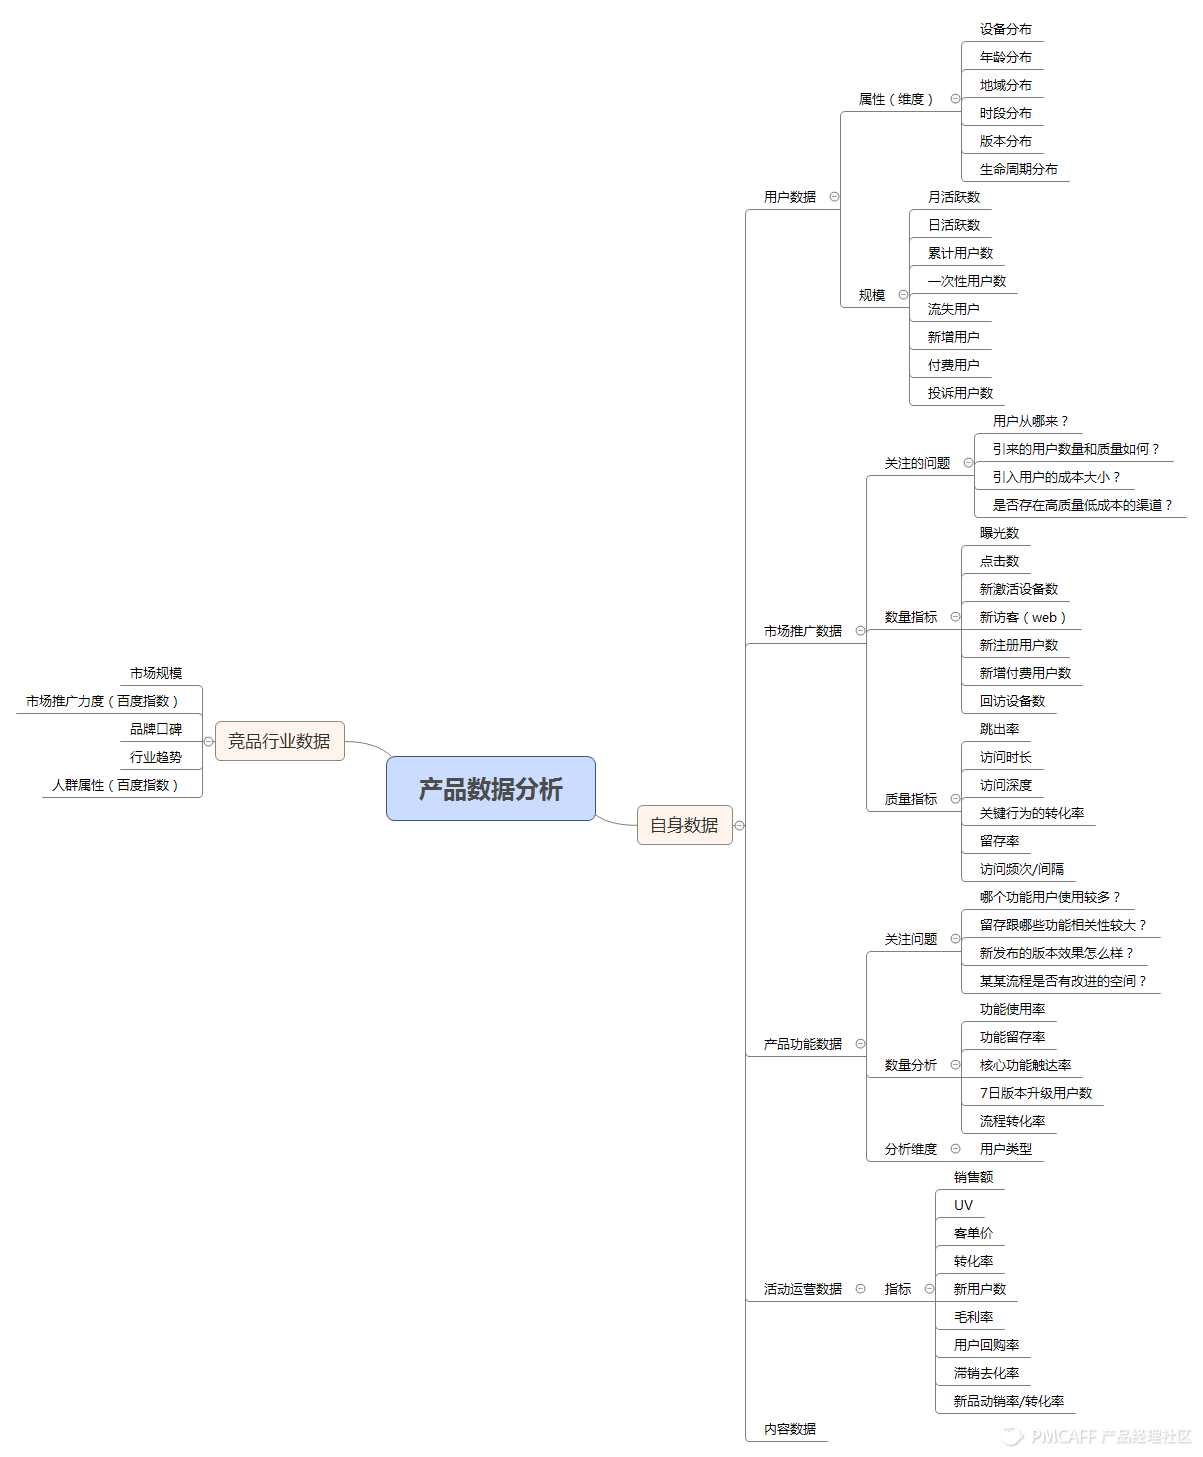 产品数据分析
竞品行业数据
市场规模
市场推广力度（百度指数）
品牌口碑
行业趋势
人群属性（百度指数）
自身数据
用户数据
属性（维度）
设备分布
年龄分布
地域分布
时段分布
版本分布
生命周期分布
规模
月活跃数
日活跃数
累计用户数
一次性用户数
流失用户
新增用户
付费用户
投诉用户数
市场推广数据
关注的问题
用户从哪来？
引来的用户数量和质量如何？
引入用户的成本大小？
是否存在高质量低成本的渠道？
数量指标
曝光数
点击数
新激活设备数
新访客（web）
新注册用户数
新增付费用户数
回访设备数
质量指标
跳出率
访问时长
访问深度
关键行为的转化率
留存率
访问频次/间隔
产品功能数据
关注问题
哪个功能用户使用较多？
留存跟哪些功能相关性较大？
新发布的版本效果怎么样？
某某流程是否有改进的空间？
数量分析
功能使用率
功能留存率
核心功能触达率
7日版本升级用户数
流程转化率
分析维度
用户类型
活动运营数据
指标
销售额
UV
客单价
转化率
新用户数
毛利率
用户回购率
滞销去化率
新品动销率/转化率
内容数据
PMCAFF 产品经理社区